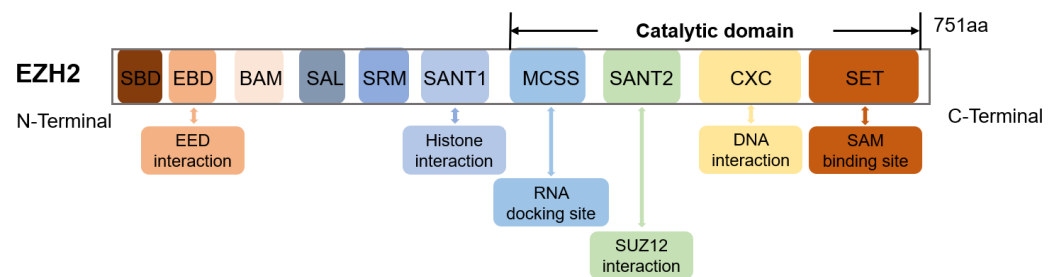 Catalytic domain
751aa
EZH2
SBD EBD BAM SAL SRM SANT1 MCSS SANT2 CXC SET
N-Terminal
C-Terminal
EED
interaction
Histone
interaction
DNA
interaction
SAM
binding site
RNA
docking site
SUZ12
interaction